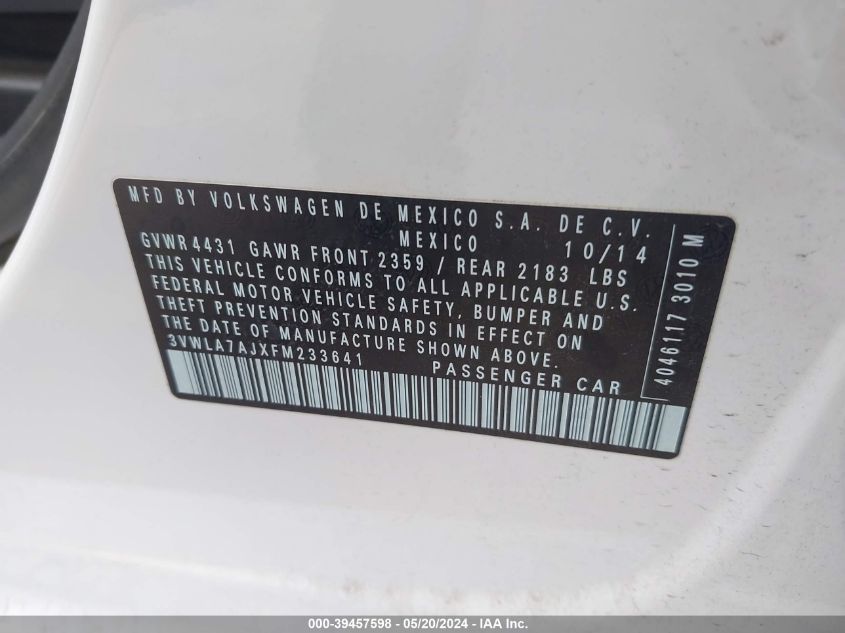 MFD BY VOLKSWAGEN DE MEXICO S.A. DE C.V.
MEXICO 10/14
GVWR 4431 GAWR FRONT 2359 / REAR 2183 LBS
THIS VEHICLE CONFORMS TO ALL APPLICABLE U.S.
FEDERAL MOTOR VEHICLE SAFETY, BUMPER AND
THEFT PREVENTION STANDARDS IN EFFECT ON
THE DATE OF MANUFACTURE SHOWN ABOVE.
3VWLA7AJXFM233641 PASSENGER CAR
4046117 3010 M
000-39457598 - 05/20/2024 - IAA Inc.